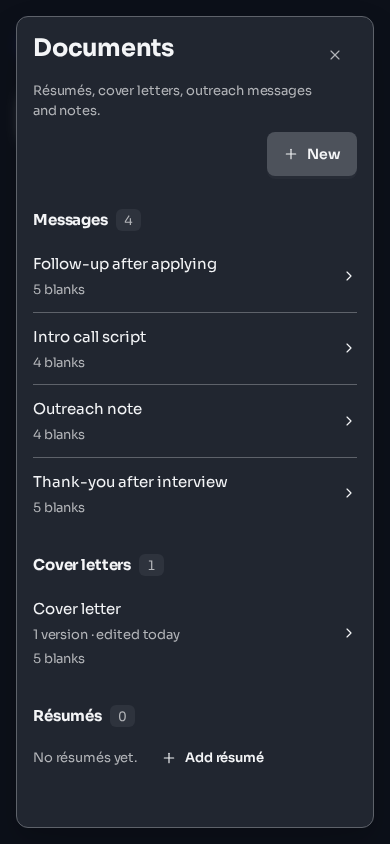 Documents
Résumés, cover letters, outreach messages
and notes.
New
Messages 4
Follow-up after applying
5 blanks
Intro call script
4 blanks
Outreach note
4 blanks
Thank-you after interview
5 blanks
Cover letters 1
Cover letter
1 version · edited today
5 blanks
Résumés 0
No résumés yet. Add résumé